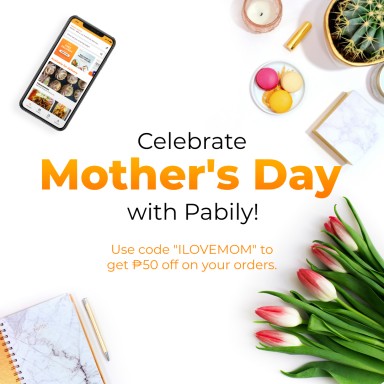 Celebrate
Mother's Day
with Pabily!
Use code "ILOVEMOM" to
get ₱50 off on your orders.